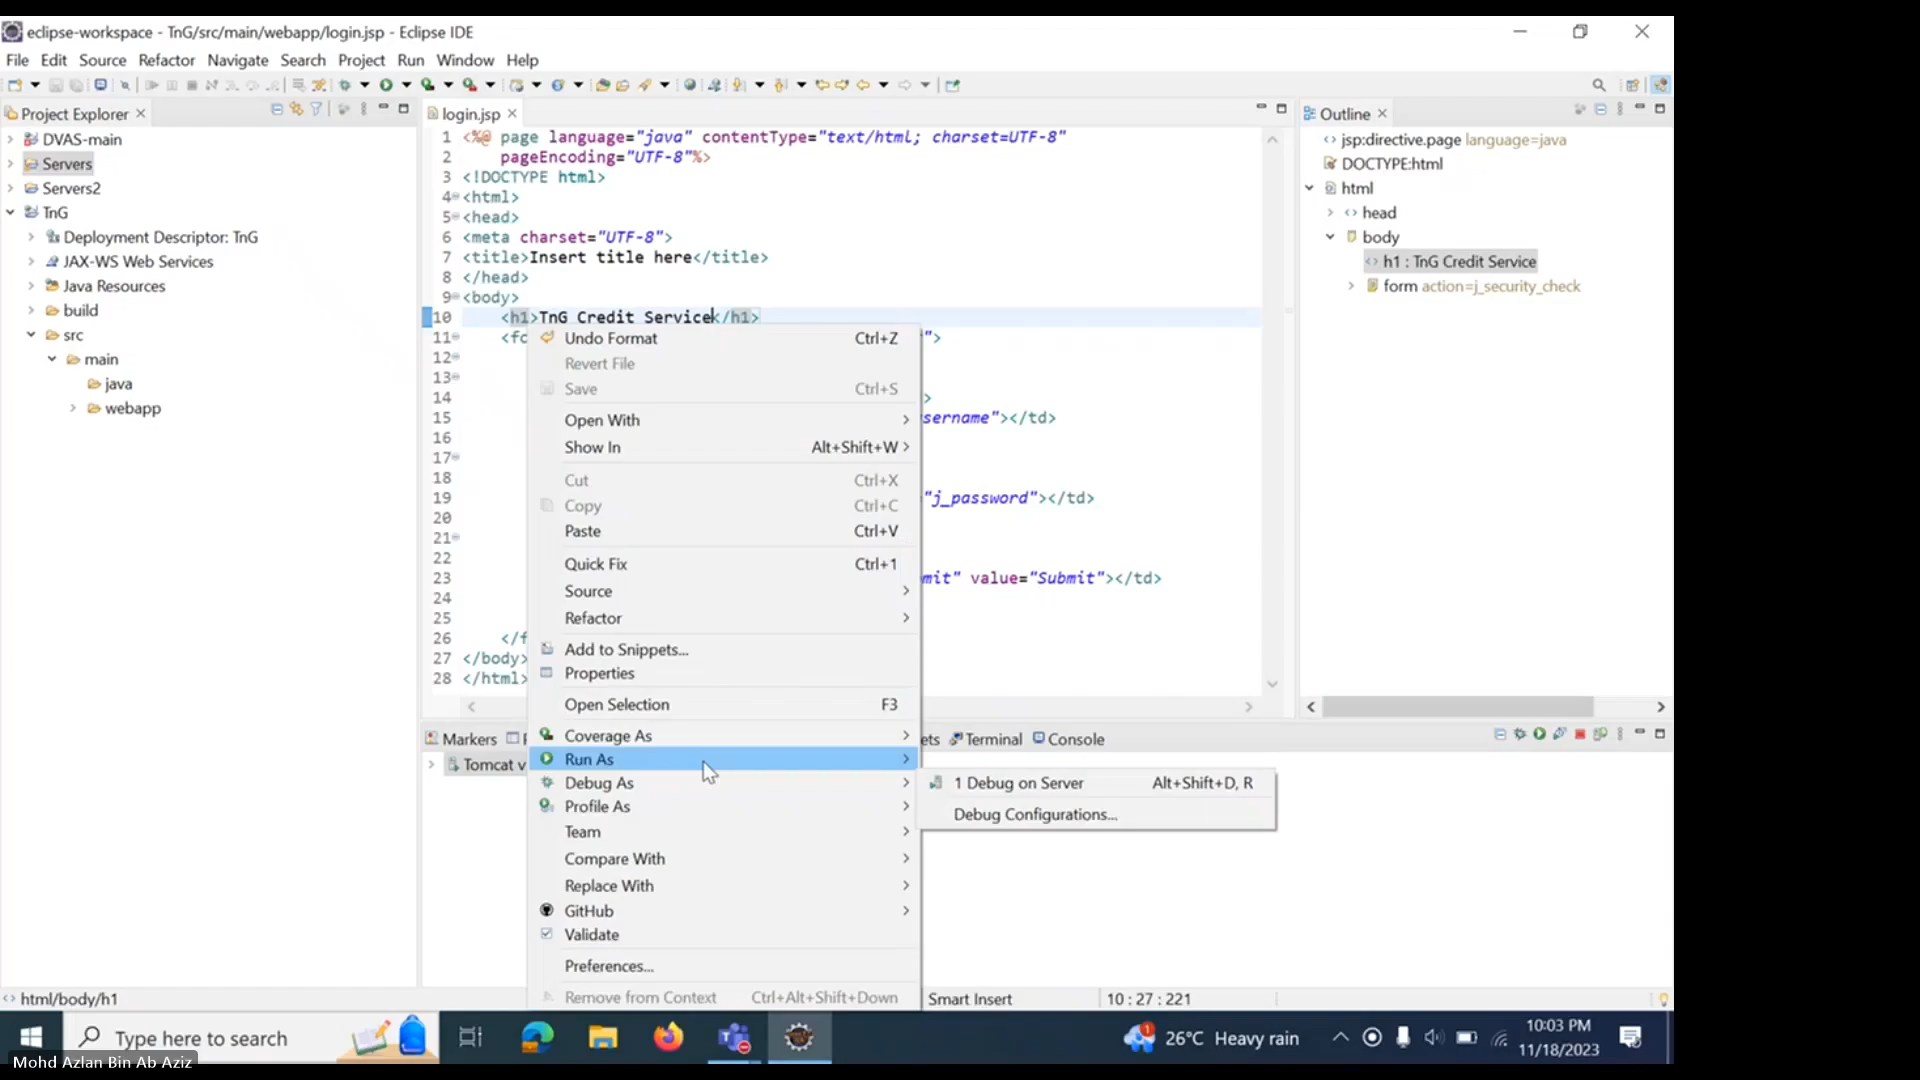 eclipse-workspace - TnG/src/main/webapp/login.jsp - Eclipse IDE
File Edit Source Refactor Navigate Search Project Run Window Help
Project Explorer
DVAS-main
Servers
Servers2
TnG
Deployment Descriptor: TnG
JAX-WS Web Services
Java Resources
build
src
main
java
webapp
login.jsp
1 <%@ page language="java" contentType="text/html; charset=UTF-8"
2 pageEncoding="UTF-8"%>
3 <!DOCTYPE html>
4 <html>
5 <head>
6 <meta charset="UTF-8">
7 <title>Insert title here</title>
8 </head>
9 <body>
10 <h1>TnG Credit Service</h1>
11 <fo ">
12
13
14 >
15 sername"></td>
16
17
18
19 ="j_password"></td>
20
21
22
23 mit" value="Submit"></td>
24
25
26 </f
27 </body>
28 </html>
Undo Format Ctrl+Z
Revert File
Save Ctrl+S
Open With
Show In Alt+Shift+W
Cut Ctrl+X
Copy Ctrl+C
Paste Ctrl+V
Quick Fix Ctrl+1
Source
Refactor
Add to Snippets...
Properties
Open Selection F3
Coverage As
Run As
Debug As
Profile As
Team
Compare With
Replace With
GitHub
Validate
Preferences...
Remove from Context Ctrl+Alt+Shift+Down
1 Debug on Server Alt+Shift+D, R
Debug Configurations...
Outline
jsp:directive.page language=java
DOCTYPE:html
html
head
body
h1 : TnG Credit Service
form action=j_security_check
Markers ets Terminal Console
Tomcat v
html/body/h1 Smart Insert 10 : 27 : 221
Type here to search 26°C Heavy rain 10:03 PM
11/18/2023
Mohd Azlan Bin Ab Aziz